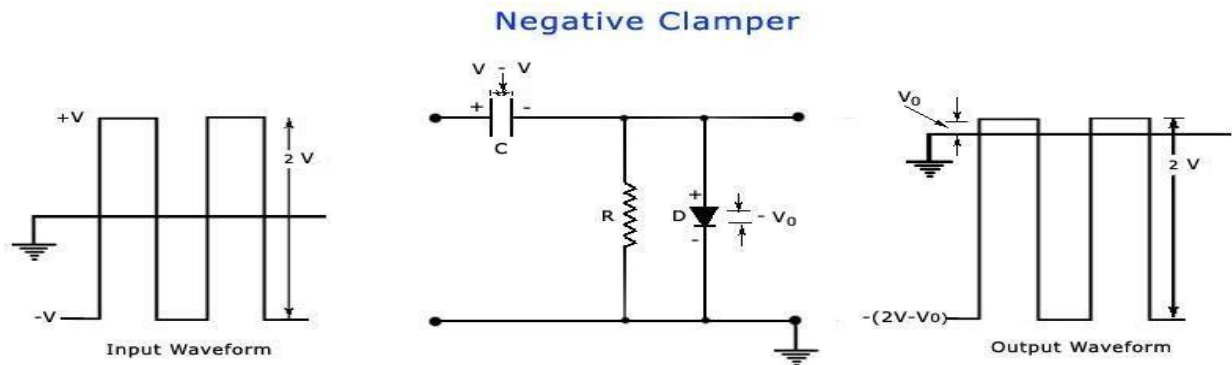 Negative Clamper
V - V
+ -
C
+V
2 V
-V
Input Waveform
R
D
+
-
- V₀
V₀
2 V
-(2V-V₀)
Output Waveform